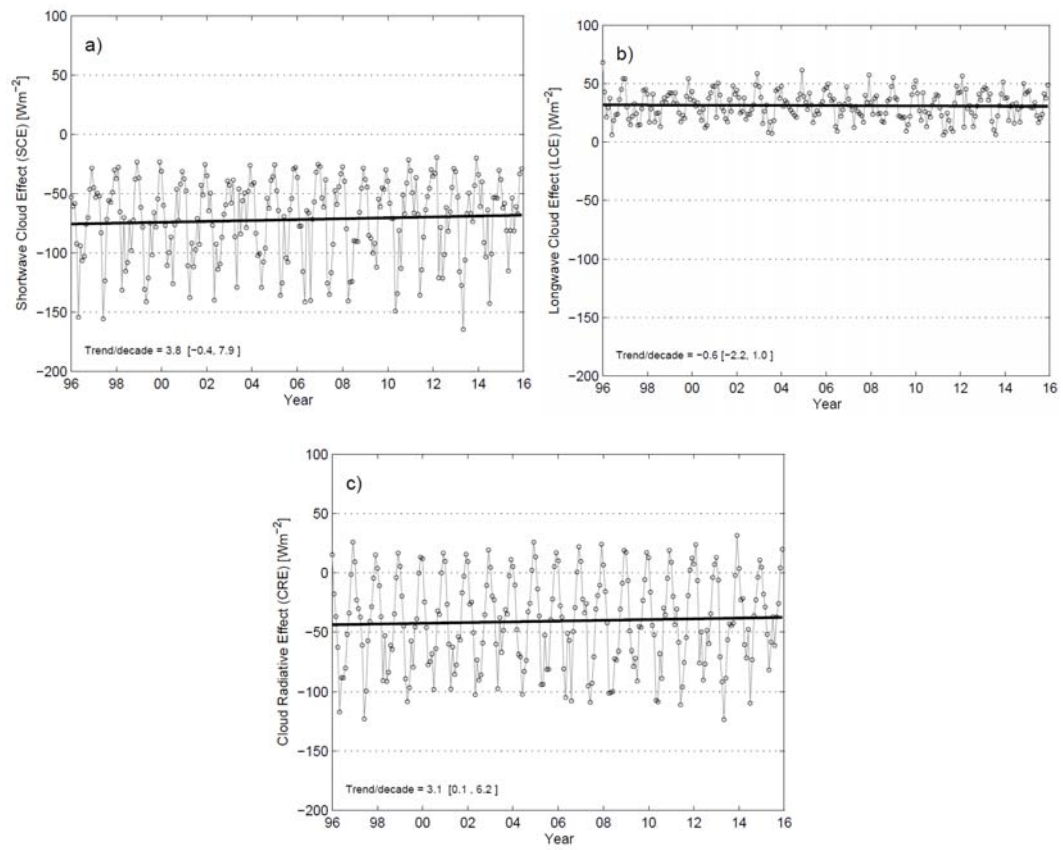 a)
Shortwave Cloud Effect (SCE) [Wm−2]
100
50
0
−50
−100
−150
−200
Trend/decade = 3.8 [−0.4, 7.9 ]
96 98 00 02 04 06 08 10 12 14 16
Year
b)
Longwave Cloud Effect (LCE) [Wm−2]
100
50
0
−50
−100
−150
−200
Trend/decade = −0.6 [−2.2, 1.0 ]
96 98 00 02 04 06 08 10 12 14 16
Year
c)
Cloud Radiative Effect (CRE) [Wm−2]
100
50
0
−50
−100
−150
−200
Trend/decade = 3.1 [0.1 , 6.2 ]
96 98 00 02 04 06 08 10 12 14 16
Year